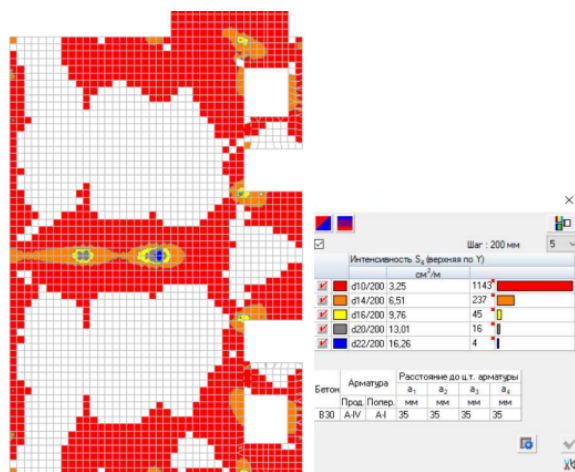 Шаг : 200 мм 5
Интенсивность S₄ (верхняя по Y)
см²/м
d10/200 3,25 1143
d14/200 6,51 237
d16/200 9,76 45
d20/200 13,01 16
d22/200 16,26 4
Бетон Арматура Расстояние до ц.т. арматуры
Прод. Попер. a₁ a₂ a₃ a₄
мм мм мм мм
B30 A-IV A-I 35 35 35 35